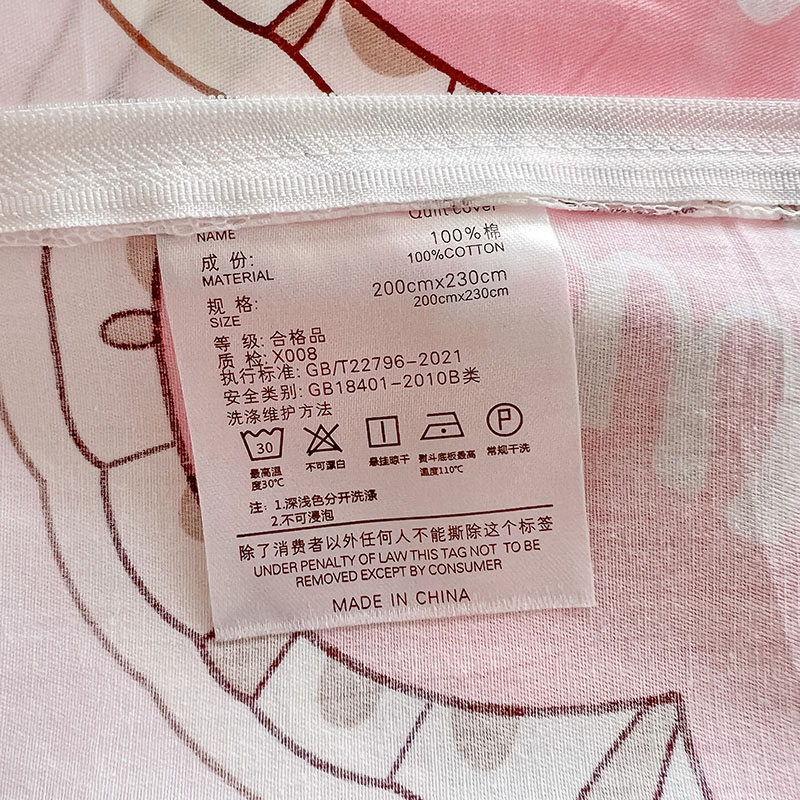 Quilt cover
NAME
成 份: 100%棉
MATERIAL 100%COTTON
规 格: 200cmx230cm
SIZE 200cmx230cm
等 级: 合格品
质 检: X008
执行标准: GB/T22796-2021
安全类别: GB18401-2010B类
洗涤维护方法
30 P
最高温度30℃ 不可漂白 悬挂晾干 熨斗底板最高温度110℃ 常规干洗
注: 1.深浅色分开洗涤
2.不可浸泡
除了消费者以外任何人不能撕除这个标签
UNDER PENALTY OF LAW THIS TAG NOT TO BE
REMOVED EXCEPT BY CONSUMER
MADE IN CHINA